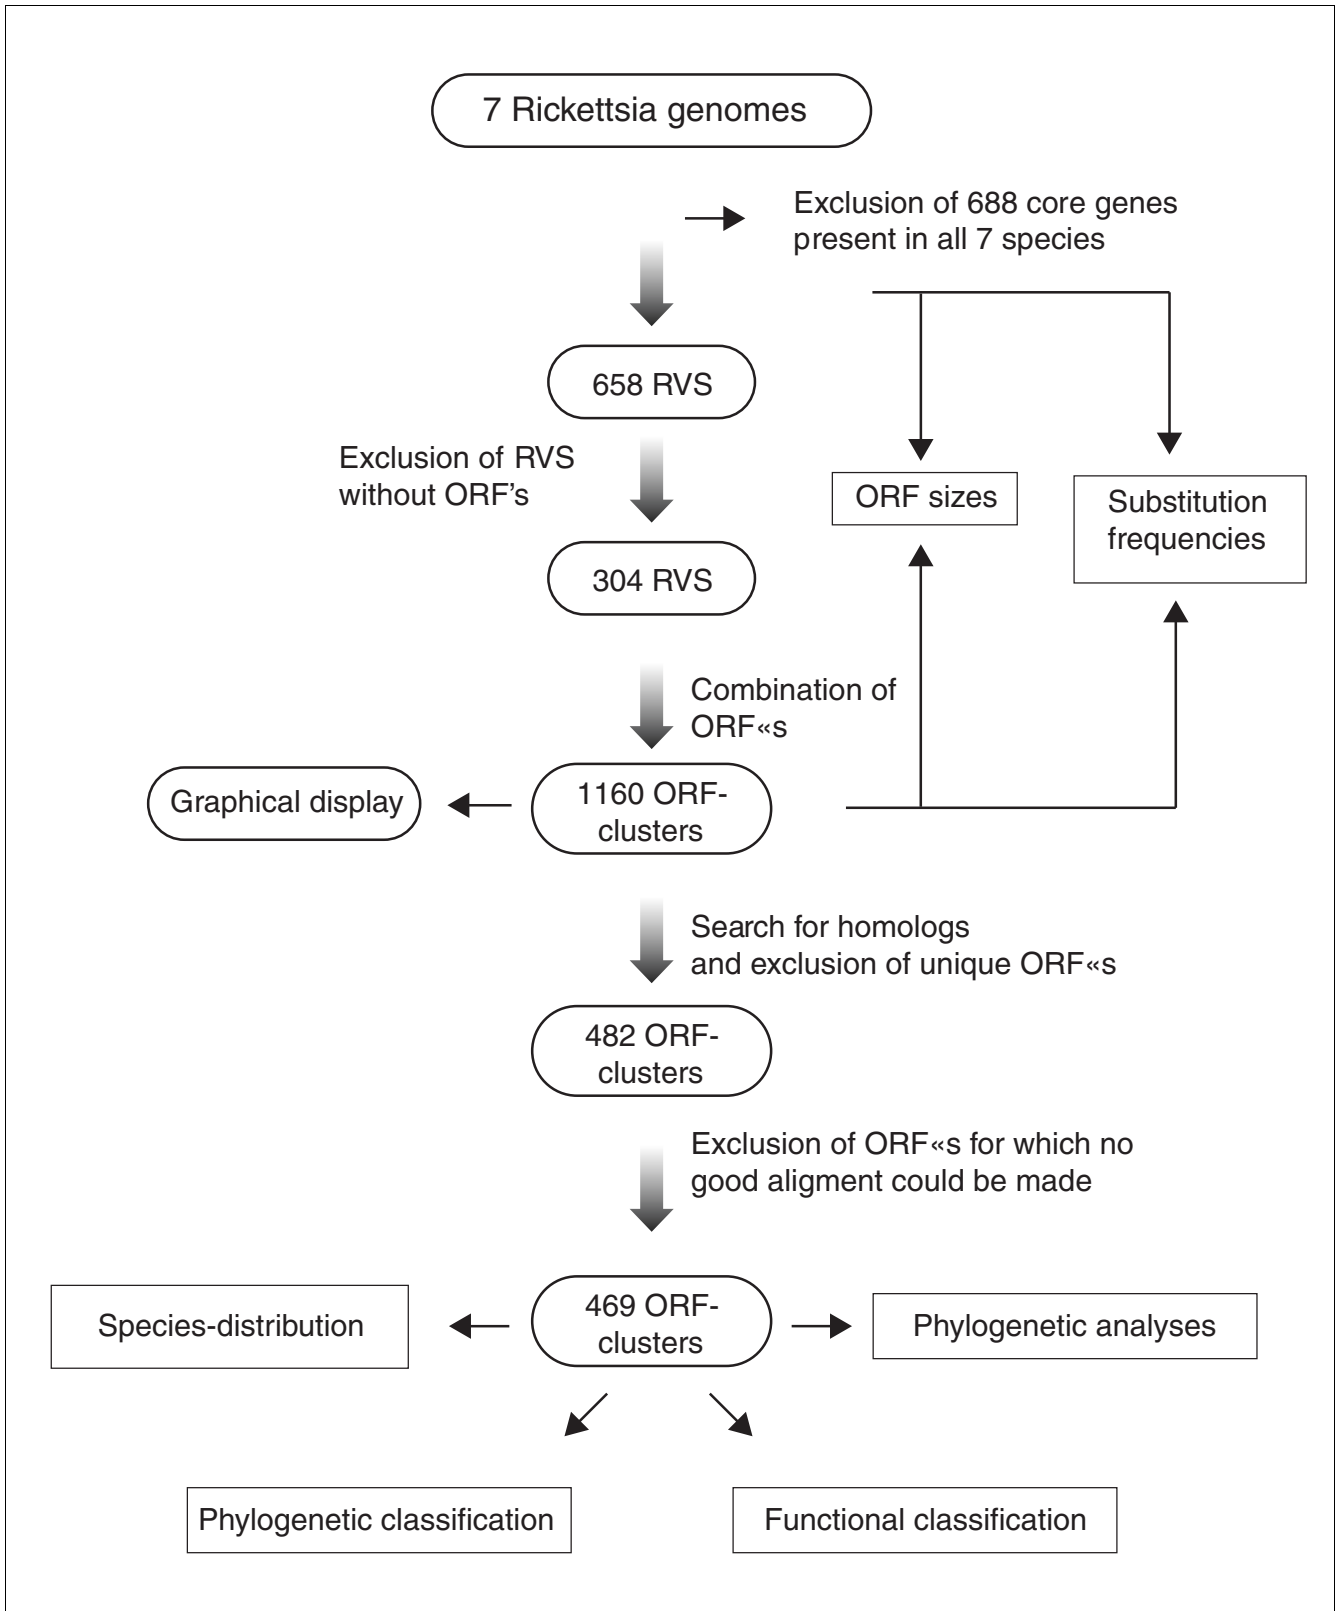 7 Rickettsia genomes
Exclusion of 688 core genes
present in all 7 species
658 RVS
Exclusion of RVS
without ORF’s
ORF sizes
Substitution
frequencies
304 RVS
Combination of
ORF«s
Graphical display
1160 ORF-
clusters
Search for homologs
and exclusion of unique ORF«s
482 ORF-
clusters
Exclusion of ORF«s for which no
good aligment could be made
Species-distribution
469 ORF-
clusters
Phylogenetic analyses
Phylogenetic classification
Functional classification